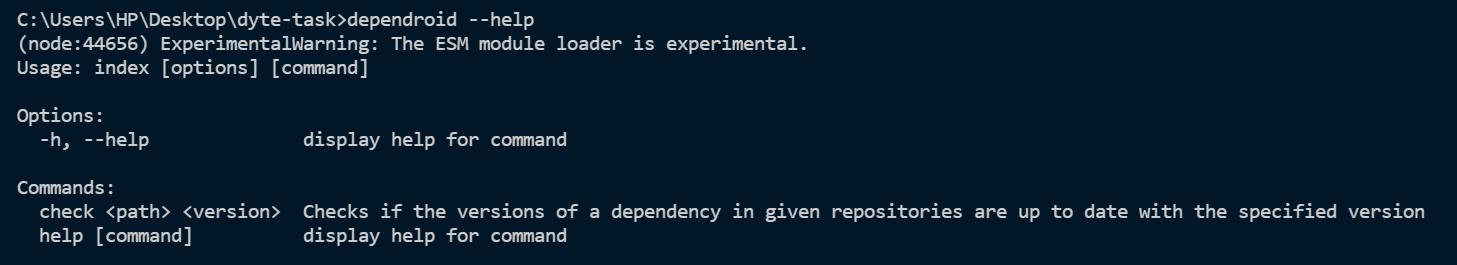 C:\Users\HP\Desktop\dyte-task>dependroid --help
(node:44656) ExperimentalWarning: The ESM module loader is experimental.
Usage: index [options] [command]

Options:
  -h, --help              display help for command

Commands:
  check <path> <version>  Checks if the versions of a dependency in given repositories are up to date with the specified version
  help [command]          display help for command